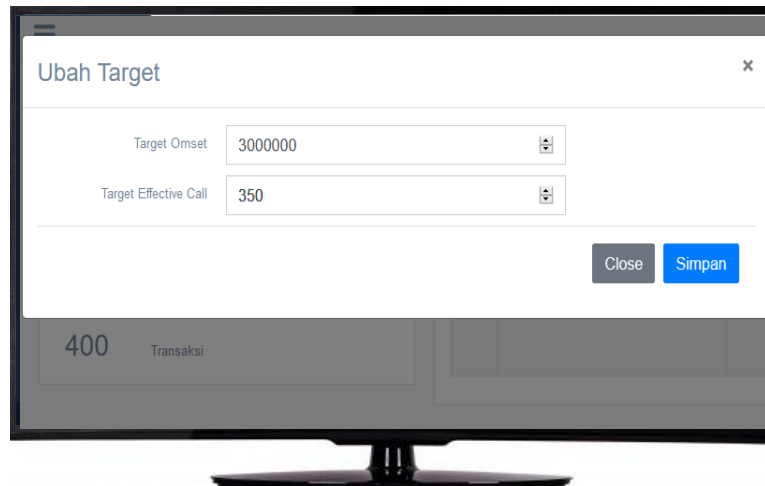 Ubah Target
×
Target Omset 3000000
Target Effective Call 350
Close Simpan
400 Transaksi